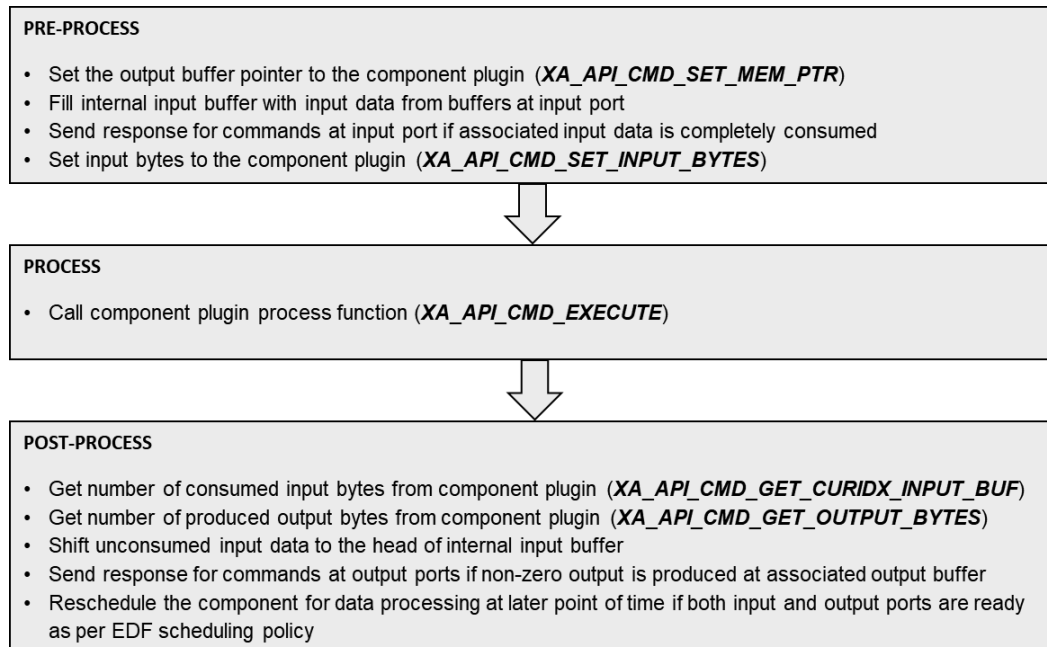 PRE-PROCESS
• Set the output buffer pointer to the component plugin (XA_API_CMD_SET_MEM_PTR)
• Fill internal input buffer with input data from buffers at input port
• Send response for commands at input port if associated input data is completely consumed
• Set input bytes to the component plugin (XA_API_CMD_SET_INPUT_BYTES)
PROCESS
• Call component plugin process function (XA_API_CMD_EXECUTE)
POST-PROCESS
• Get number of consumed input bytes from component plugin (XA_API_CMD_GET_CURIDX_INPUT_BUF)
• Get number of produced output bytes from component plugin (XA_API_CMD_GET_OUTPUT_BYTES)
• Shift unconsumed input data to the head of internal input buffer
• Send response for commands at output ports if non-zero output is produced at associated output buffer
• Reschedule the component for data processing at later point of time if both input and output ports are ready
as per EDF scheduling policy